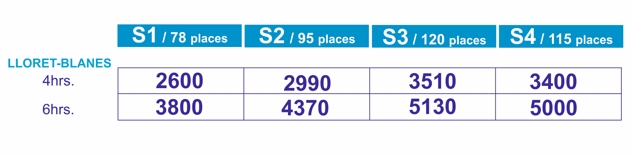 S1 / 78 places S2 / 95 places S3 / 120 places S4 / 115 places
LLORET-BLANES
4hrs. 2600 2990 3510 3400
6hrs. 3800 4370 5130 5000